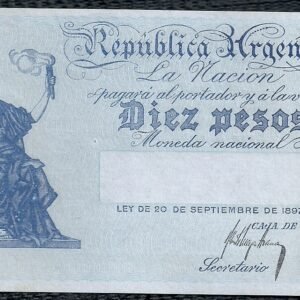 República Argen
La Nación
pagará al portador y á la v
Diez pesos
Moneda nacional
LEY DE 20 DE SEPTIEMBRE DE 1897
CAJA DE
Secretario